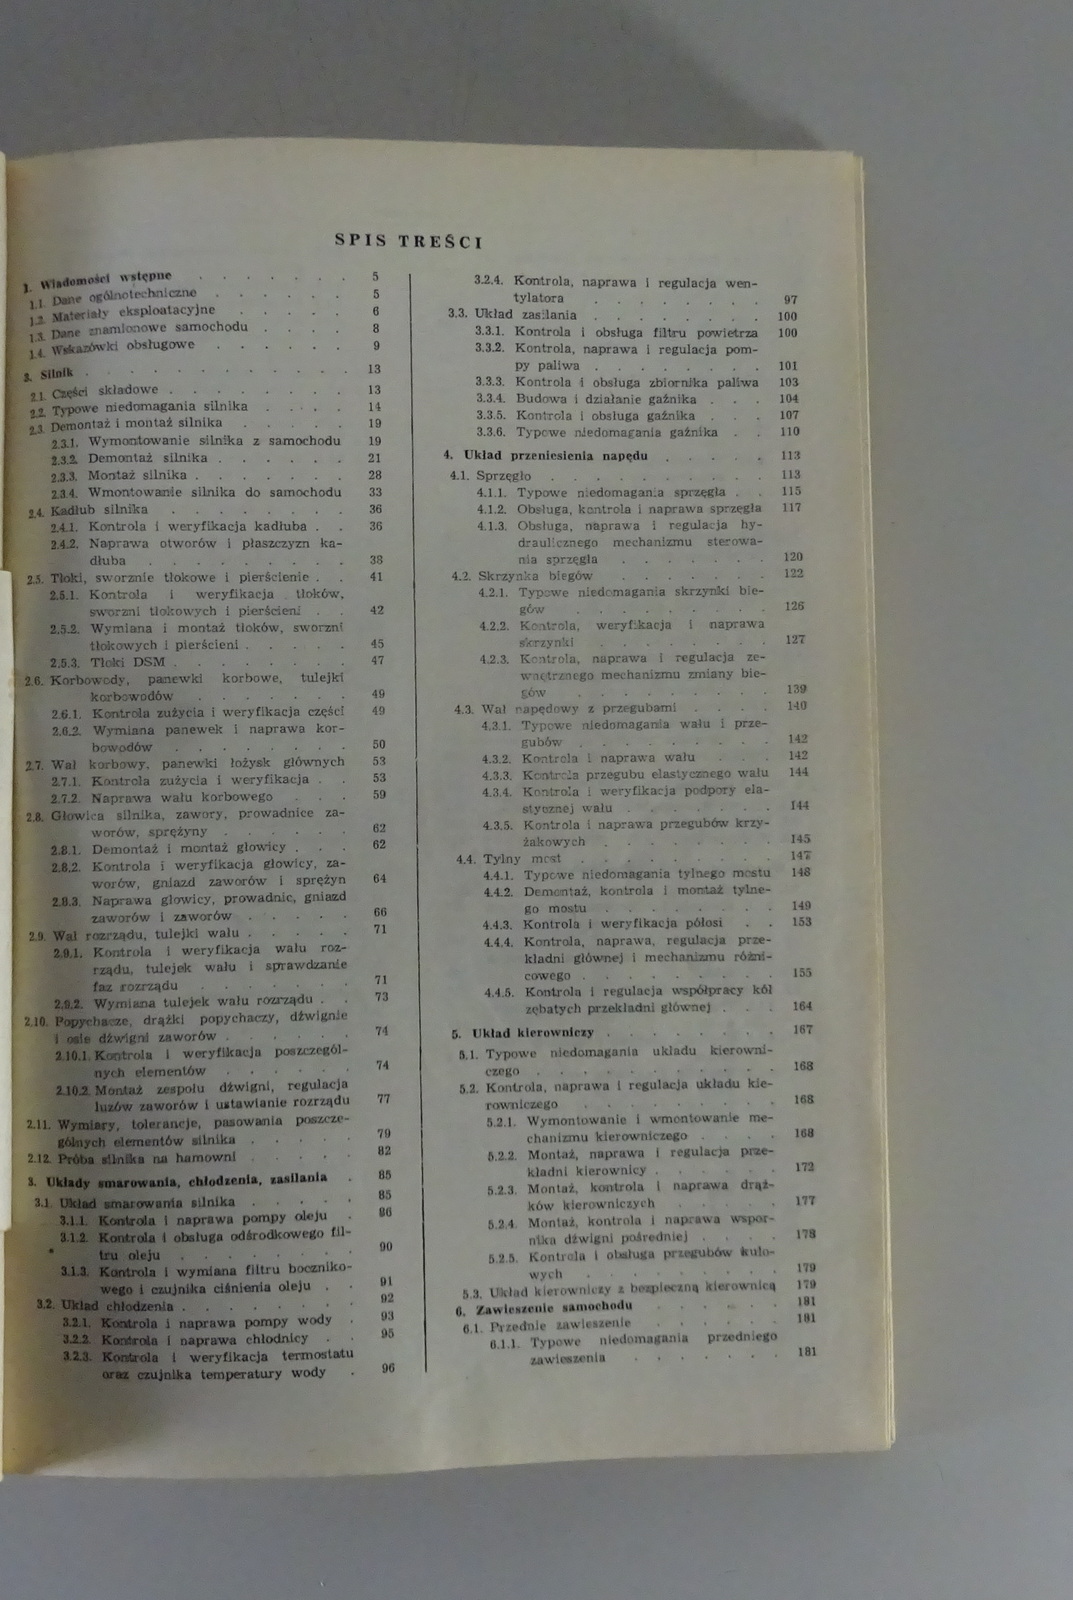 SPIS TREŚCI
1. Wiadomości wstępne . . . . . . . 5
1.1. Dane ogólnotechniczne . . . . . . 5
1.2. Materiały eksploatacyjne . . . . . 6
1.3. Dane znamionowe samochodu . . . . 8
1.4. Wskazówki obsługowe . . . . . . 9
2. Silnik . . . . . . . . . . . 13
2.1. Części składowe . . . . . . . . 13
2.2. Typowe niedomagania silnika . . . . 14
2.3. Demontaż i montaż silnika . . . . . 19
2.3.1. Wymontowanie silnika z samochodu 19
2.3.2. Demontaż silnika . . . . . . 21
2.3.3. Montaż silnika . . . . . . . 28
2.3.4. Wmontowanie silnika do samochodu 33
2.4. Kadłub silnika . . . . . . . . 36
2.4.1. Kontrola i weryfikacja kadłuba . . 36
2.4.2. Naprawa otworów i płaszczyzn ka-
dłuba . . . . . . . . . 38
2.5. Tłoki, sworznie tłokowe i pierścienie . . 41
2.5.1. Kontrola i weryfikacja tłoków,
sworzni tłokowych i pierścieni . . 42
2.5.2. Wymiana i montaż tłoków, sworzni
tłokowych i pierścieni . . . . . 45
2.5.3. Tłoki DSM . . . . . . . . 47
2.6. Korbowody, panewki korbowe, tulejki
korbowodów . . . . . . . 49
2.6.1. Kontrola zużycia i weryfikacja części 49
2.6.2. Wymiana panewek i naprawa kor-
bowodów . . . . . . . . 50
2.7. Wał korbowy, panewki łożysk głównych 53
2.7.1. Kontrola zużycia i weryfikacja . . 53
2.7.2. Naprawa wału korbowego . . . 59
2.8. Głowica silnika, zawory, prowadnice za-
worów, sprężyny . . . . . . 62
2.8.1. Demontaż i montaż głowicy . . . 62
2.8.2. Kontrola i weryfikacja głowicy, za-
worów, gniazd zaworów i sprężyn 64
2.8.3. Naprawa głowicy, prowadnic, gniazd
zaworów i zaworów . . . . . 66
2.9. Wał rozrządu, tulejki wału . . . . . 71
2.9.1. Kontrola i weryfikacja wału roz-
rządu, tulejek wału i sprawdzanie
faz rozrządu . . . . . . . 71
2.9.2. Wymiana tulejek wału rozrządu . . 73
2.10. Popychacze, drążki popychaczy, dźwignie
i osie dźwigni zaworów . . . . . . 74
2.10.1. Kontrola i weryfikacja poszczegól-
nych elementów . . . . . . 74
2.10.2. Montaż zespołu dźwigni, regulacja
luzów zaworów i ustawianie rozrządu 77
2.11. Wymiary, tolerancje, pasowania poszcze-
gólnych elementów silnika . . . . . 79
2.12. Próba silnika na hamowni . . . . . 82
3. Układy smarowania, chłodzenia, zasilania . 85
3.1. Układ smarowania silnika . . . . . 85
3.1.1. Kontrola i naprawa pompy oleju . 86
3.1.2. Kontrola i obsługa odśrodkowego fil-
tru oleju . . . . . . . . 90
3.1.3. Kontrola i wymiana filtru boczniko-
wego i czujnika ciśnienia oleju . . 91
3.2. Układ chłodzenia . . . . . . . . 92
3.2.1. Kontrola i naprawa pompy wody . 93
3.2.2. Kontrola i naprawa chłodnicy . . 95
3.2.3. Kontrola i weryfikacja termostatu
oraz czujnika temperatury wody . 96
3.2.4. Kontrola, naprawa i regulacja wen-
tylatora . . . . . . . . 97
3.3. Układ zasilania . . . . . . . . 100
3.3.1. Kontrola i obsługa filtru powietrza 100
3.3.2. Kontrola, naprawa i regulacja pom-
py paliwa . . . . . . . . 101
3.3.3. Kontrola i obsługa zbiornika paliwa 103
3.3.4. Budowa i działanie gaźnika . . . 104
3.3.5. Kontrola i obsługa gaźnika . . . 107
3.3.6. Typowe niedomagania gaźnika . . 110
4. Układ przeniesienia napędu . . . . . 113
4.1. Sprzęgło . . . . . . . . . . 113
4.1.1. Typowe niedomagania sprzęgła . . 115
4.1.2. Obsługa, kontrola i naprawa sprzęgła 117
4.1.3. Obsługa, naprawa i regulacja hy-
draulicznego mechanizmu sterowa-
nia sprzęgła . . . . . . . 120
4.2. Skrzynka biegów . . . . . . . . 122
4.2.1. Typowe niedomagania skrzynki bie-
gów . . . . . . . . . 126
4.2.2. Kontrola, weryfikacja i naprawa
skrzynki . . . . . . . . 127
4.2.3. Kontrola, naprawa i regulacja ze-
wnętrznego mechanizmu zmiany bie-
gów . . . . . . . . . 139
4.3. Wał napędowy z przegubami . . . . 140
4.3.1. Typowe niedomagania wału i prze-
gubów . . . . . . . . . 142
4.3.2. Kontrola i naprawa wału . . . 142
4.3.3. Kontrola przegubu elastycznego wału 144
4.3.4. Kontrola i weryfikacja podpory ela-
stycznej wału . . . . . . . 144
4.3.5. Kontrola i naprawa przegubów krzy-
żakowych . . . . . . . . 145
4.4. Tylny most . . . . . . . . . 147
4.4.1. Typowe niedomagania tylnego mostu 148
4.4.2. Demontaż, kontrola i montaż tylne-
go mostu . . . . . . . . 149
4.4.3. Kontrola i weryfikacja półosi . . 153
4.4.4. Kontrola, naprawa, regulacja prze-
kładni głównej i mechanizmu różni-
cowego . . . . . . . . . 155
4.4.5. Kontrola i regulacja współpracy kół
zębatych przekładni głównej . . . 164
5. Układ kierowniczy . . . . . . . 167
5.1. Typowe niedomagania układu kierowni-
czego . . . . . . . . . . 168
5.2. Kontrola, naprawa i regulacja układu kie-
rowniczego . . . . . . . . 168
5.2.1. Wymontowanie i wmontowanie me-
chanizmu kierowniczego . . . . 168
5.2.2. Montaż, naprawa i regulacja prze-
kładni kierownicy . . . . . . 172
5.2.3. Montaż, kontrola i naprawa drąż-
ków kierowniczych . . . . . 177
5.2.4. Montaż, kontrola i naprawa wspor-
nika dźwigni pośredniej . . . . 178
5.2.5. Kontrola i obsługa przegubów kulo-
wych . . . . . . . . 179
5.3. Układ kierowniczy z bezpieczną kierownicą 179
6. Zawieszenie samochodu . . . . . . 181
6.1. Przednie zawieszenie . . . . . . 181
6.1.1. Typowe niedomagania przedniego
zawieszenia . . . . . . . 181